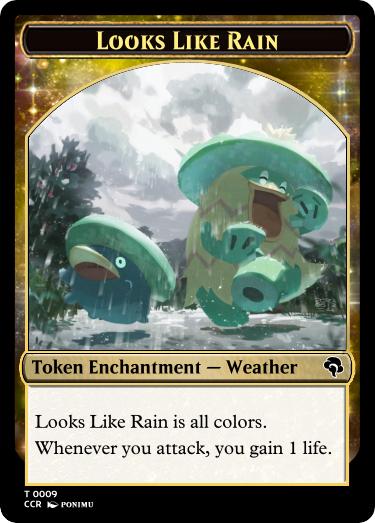 Looks Like Rain
Token Enchantment — Weather
Looks Like Rain is all colors.
Whenever you attack, you gain 1 life.
T 0009
CCR PONIMU